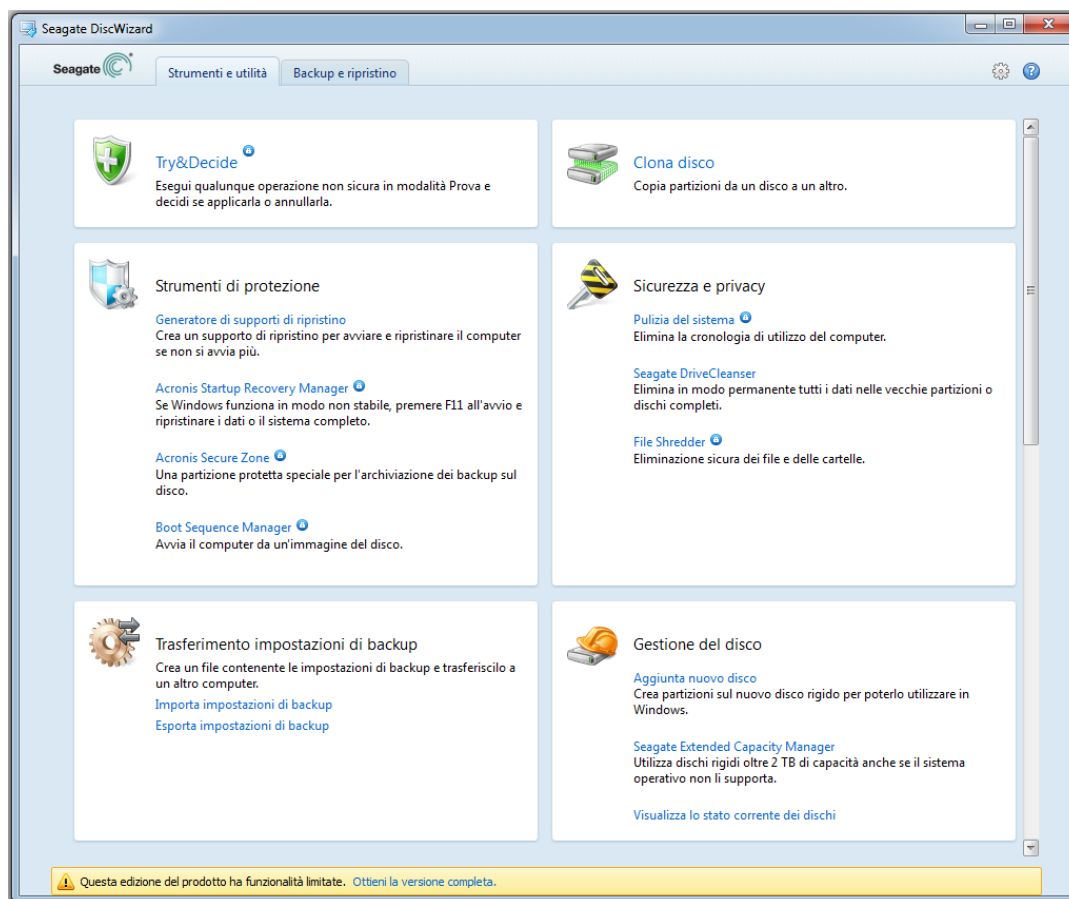 Seagate DiscWizard
Seagate
Strumenti e utilità
Backup e ripristino
Try&Decide
Esegui qualunque operazione non sicura in modalità Prova e
decidi se applicarla o annullarla.
Clona disco
Copia partizioni da un disco a un altro.
Strumenti di protezione
Generatore di supporti di ripristino
Crea un supporto di ripristino per avviare e ripristinare il computer
se non si avvia più.
Acronis Startup Recovery Manager
Se Windows funziona in modo non stabile, premere F11 all'avvio e
ripristinare i dati o il sistema completo.
Acronis Secure Zone
Una partizione protetta speciale per l'archiviazione dei backup sul
disco.
Boot Sequence Manager
Avvia il computer da un'immagine del disco.
Sicurezza e privacy
Pulizia del sistema
Elimina la cronologia di utilizzo del computer.
Seagate DriveCleanser
Elimina in modo permanente tutti i dati nelle vecchie partizioni o
dischi completi.
File Shredder
Eliminazione sicura dei file e delle cartelle.
Trasferimento impostazioni di backup
Crea un file contenente le impostazioni di backup e trasferiscilo a
un altro computer.
Importa impostazioni di backup
Esporta impostazioni di backup
Gestione del disco
Aggiunta nuovo disco
Crea partizioni sul nuovo disco rigido per poterlo utilizzare in
Windows.
Seagate Extended Capacity Manager
Utilizza dischi rigidi oltre 2 TB di capacità anche se il sistema
operativo non li supporta.
Visualizza lo stato corrente dei dischi
Questa edizione del prodotto ha funzionalità limitate. Ottieni la versione completa.